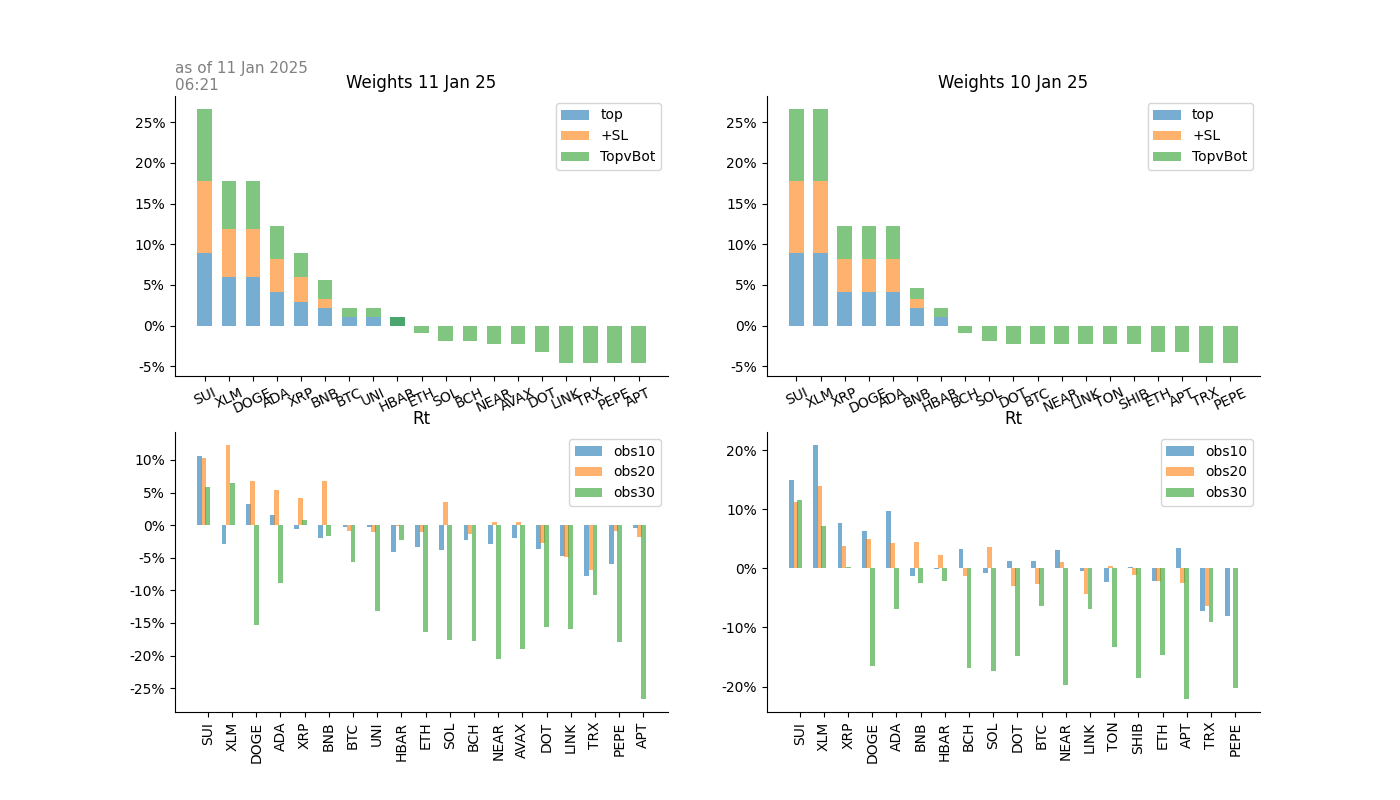 as of 11 Jan 2025
06:21
Weights 11 Jan 25
25%
20%
15%
10%
5%
0%
-5%
top
+SL
TopvBot
SUI XLM DOGE ADA XRP BNB BTC UNI HBAR ETH SOL BCH NEAR AVAX DOT LINK TRX PEPE APT
Weights 10 Jan 25
25%
20%
15%
10%
5%
0%
-5%
top
+SL
TopvBot
SUI XLM XRP DOGE ADA BNB HBAR BCH SOL DOT BTC NEAR LINK TON SHIB ETH APT TRX PEPE
Rt
10%
5%
0%
-5%
-10%
-15%
-20%
-25%
obs10
obs20
obs30
SUI XLM DOGE ADA XRP BNB BTC UNI HBAR ETH SOL BCH NEAR AVAX DOT LINK TRX PEPE APT
Rt
20%
10%
0%
-10%
-20%
obs10
obs20
obs30
SUI XLM XRP DOGE ADA BNB HBAR BCH SOL DOT BTC NEAR LINK TON SHIB ETH APT TRX PEPE